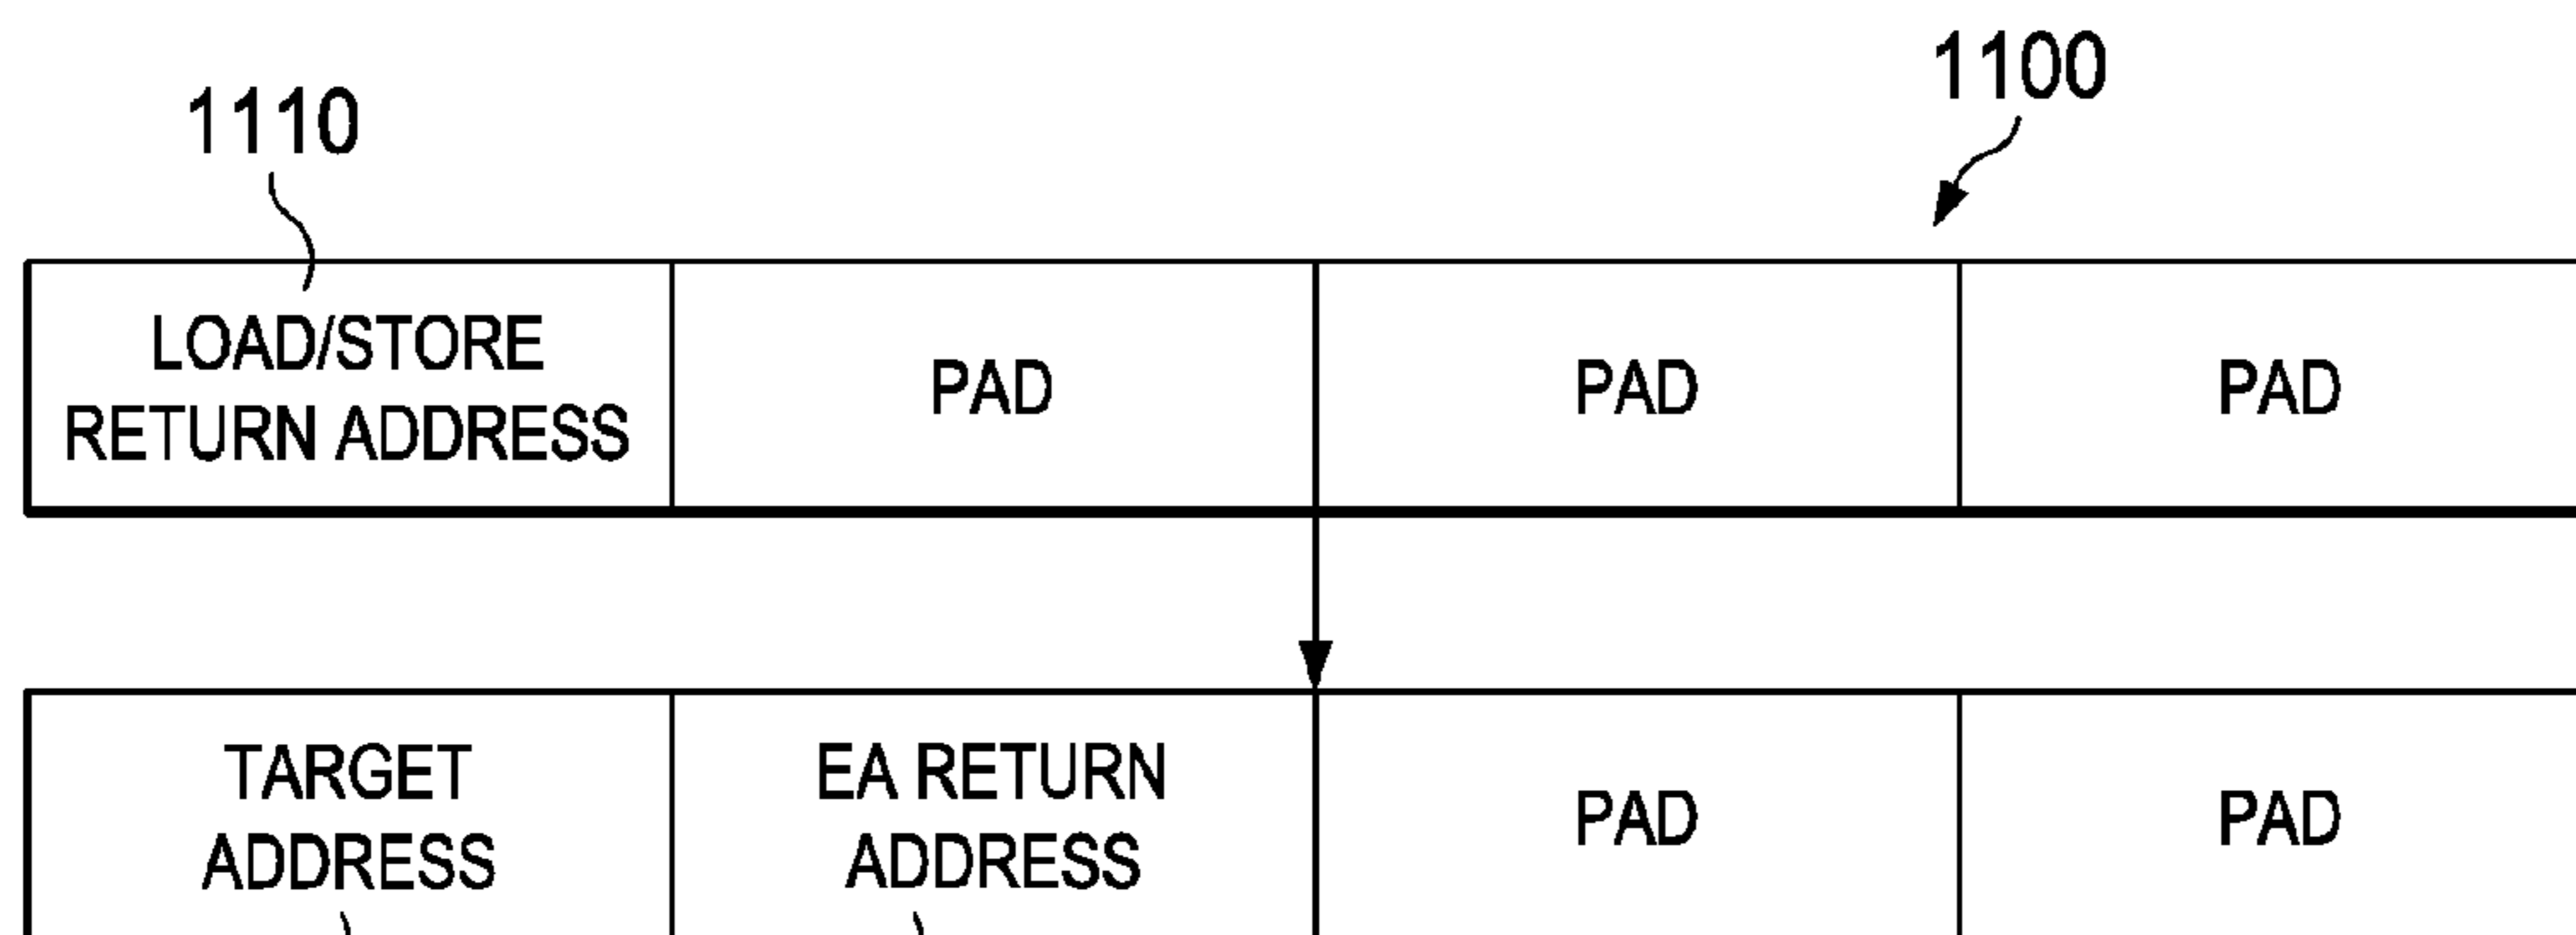 1100
1110
LOAD/STORE
RETURN ADDRESS
PAD
PAD
PAD
TARGET
ADDRESS
EA RETURN
ADDRESS
PAD
PAD